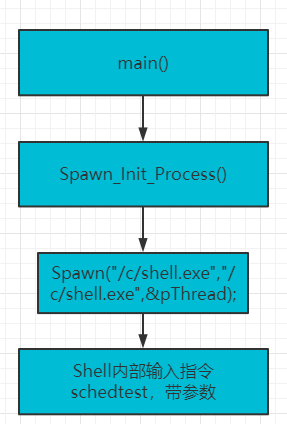 main()
Spawn_Init_Process()
Spawn("/c/shell.exe","/
c/shell.exe",&pThread);
Shell内部输入指令
schedtest，带参数